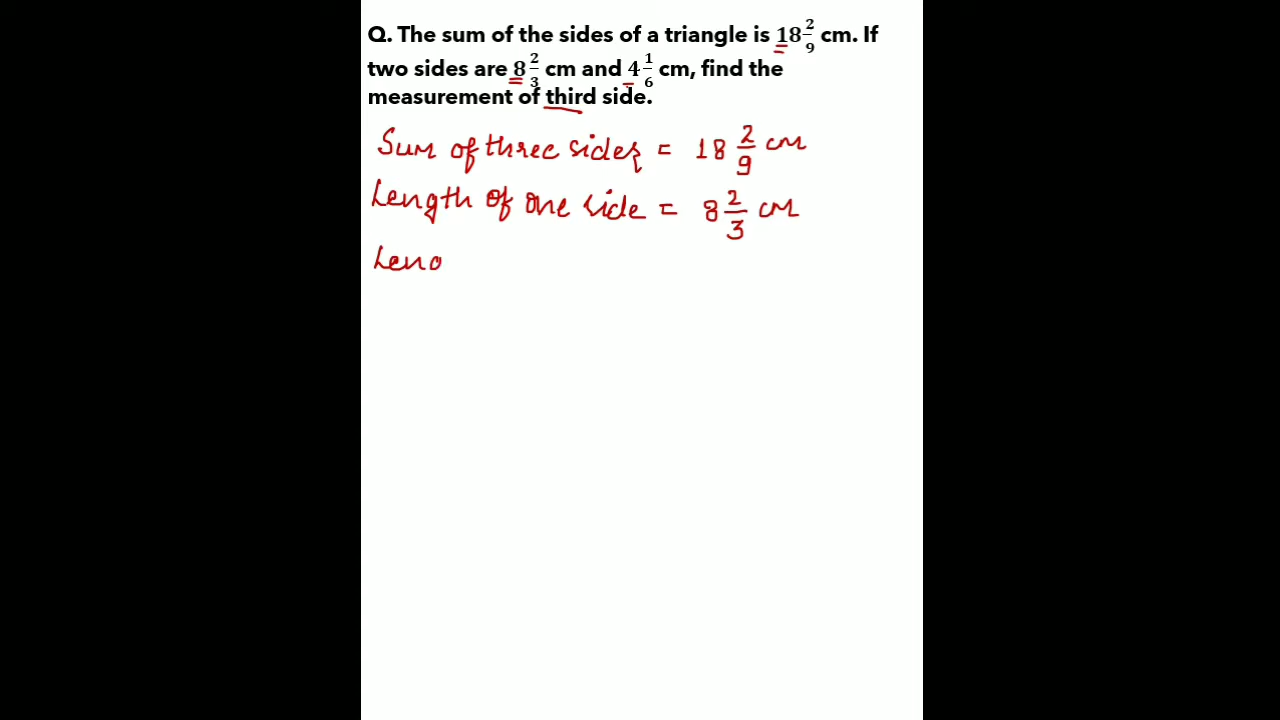 Q. The sum of the sides of a triangle is 18 2/9 cm. If
two sides are 8 2/3 cm and 4 1/6 cm, find the
measurement of third side.
Sum of three sides = 18 2/9 cm
Length of one side = 8 2/3 cm
Leng